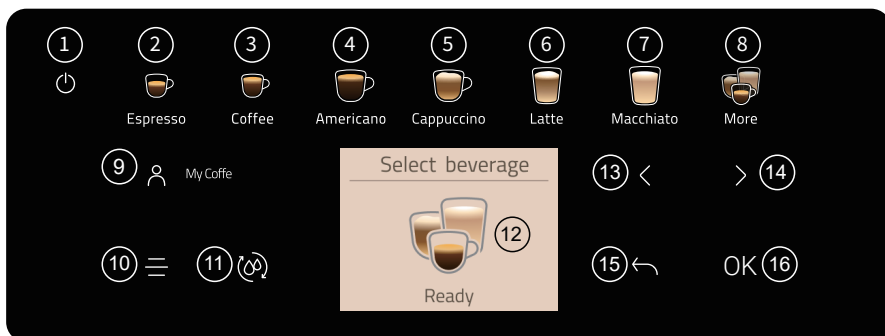 1 2 3 4 5 6 7 8
Espresso Coffee Americano Cappuccino Latte Macchiato More
9 My Coffe Select beverage 13 < > 14
12
10 11 15 OK 16
Ready